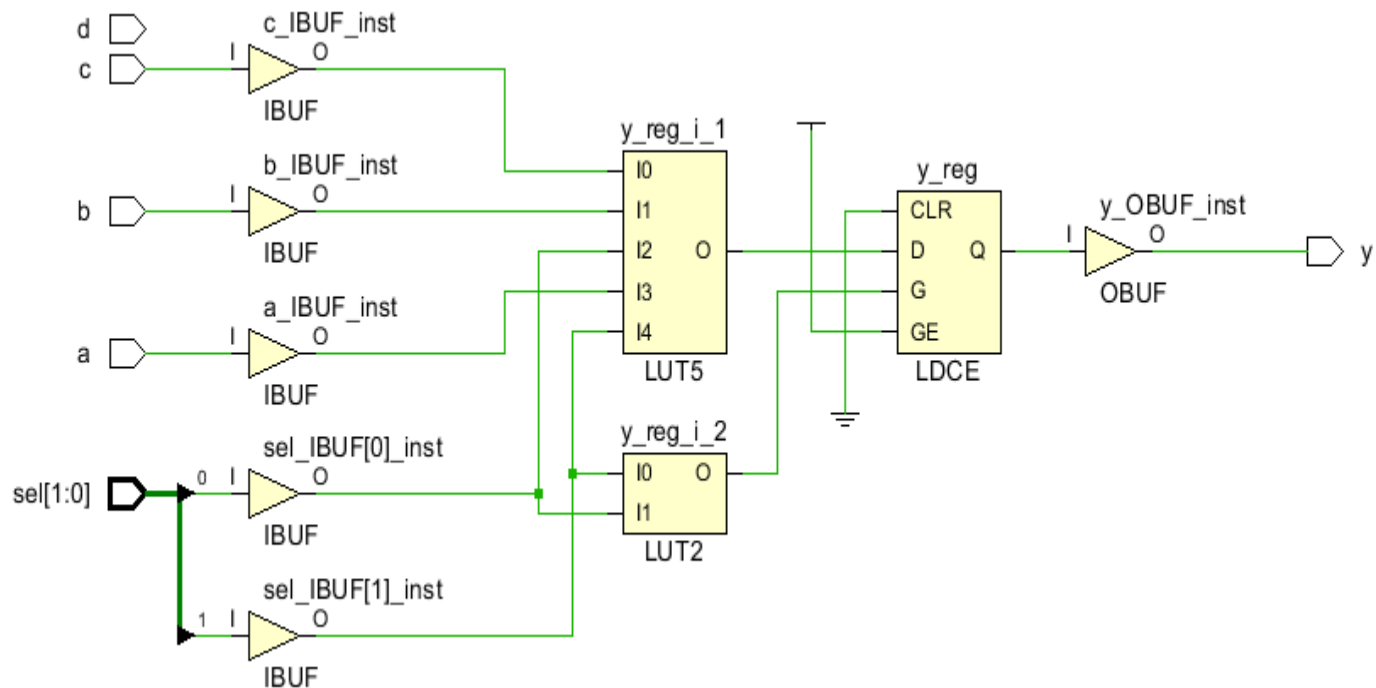 d
c
I
c_IBUF_inst
O
IBUF
b
I
b_IBUF_inst
O
IBUF
a
I
a_IBUF_inst
O
IBUF
sel[1:0]
0
I
sel_IBUF[0]_inst
O
IBUF
1
I
sel_IBUF[1]_inst
O
IBUF
y_reg_i_1
I0
I1
I2
O
I3
I4
LUT5
y_reg_i_2
I0
O
I1
LUT2
y_reg
CLR
D
Q
G
GE
LDCE
y_OBUF_inst
I
O
OBUF
y